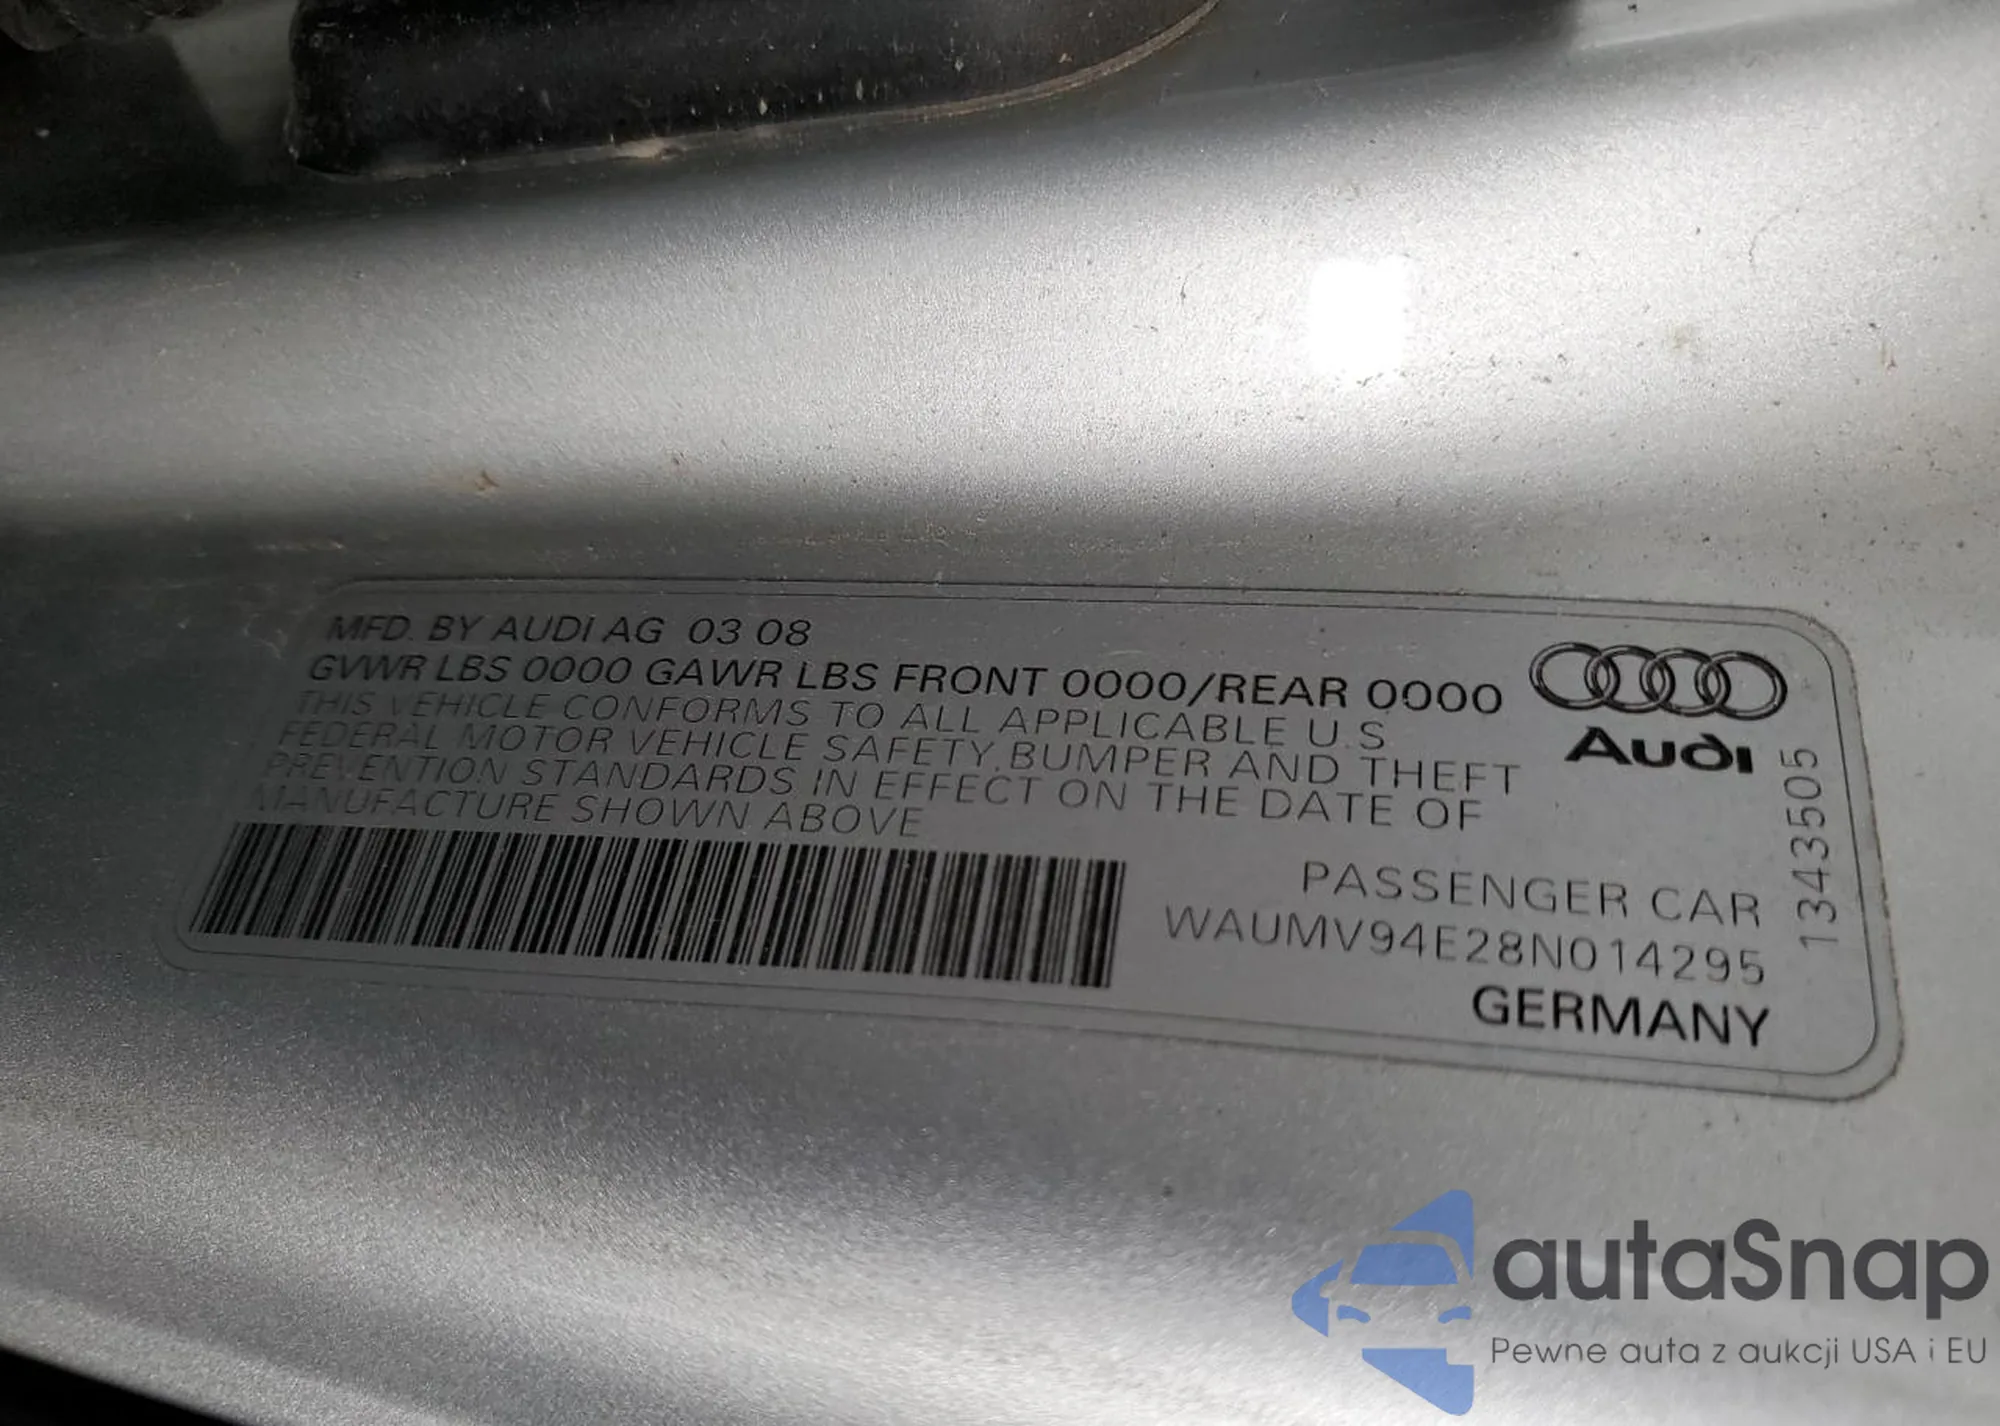 MFD. BY AUDI AG 03 08
GVWR LBS 0000 GAWR LBS FRONT 0000/REAR 0000
THIS VEHICLE CONFORMS TO ALL APPLICABLE U.S.
FEDERAL MOTOR VEHICLE SAFETY, BUMPER AND THEFT
PREVENTION STANDARDS IN EFFECT ON THE DATE OF
MANUFACTURE SHOWN ABOVE
Audi
1343505
PASSENGER CAR
WAUMV94E28N014295
GERMANY
autaSnap
Pewne auta z aukcji USA i EU